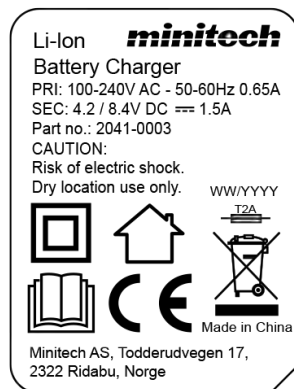 Li-Ion minitech
Battery Charger
PRI: 100-240V AC - 50-60Hz 0.65A
SEC: 4.2 / 8.4V DC ⎓ 1.5A
Part no.: 2041-0003
CAUTION:
Risk of electric shock.
Dry location use only.
WW/YYYY
T2A
CE
Made in China
Minitech AS, Todderudvegen 17,
2322 Ridabu, Norge